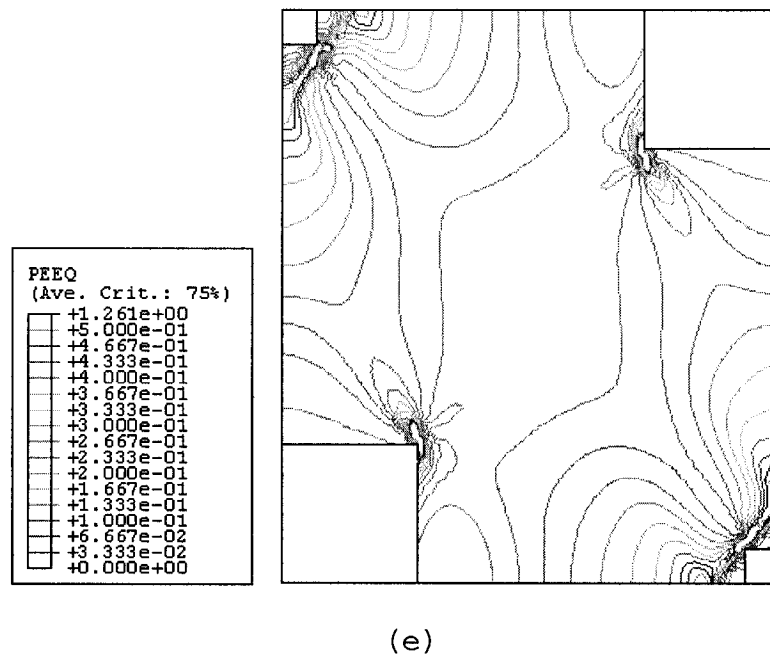 PEEQ
(Ave. Crit.: 75%)
+1.261e+00
+5.000e-01
+4.667e-01
+4.333e-01
+4.000e-01
+3.667e-01
+3.333e-01
+3.000e-01
+2.667e-01
+2.333e-01
+2.000e-01
+1.667e-01
+1.333e-01
+1.000e-01
+6.667e-02
+3.333e-02
+0.000e+00
(e)